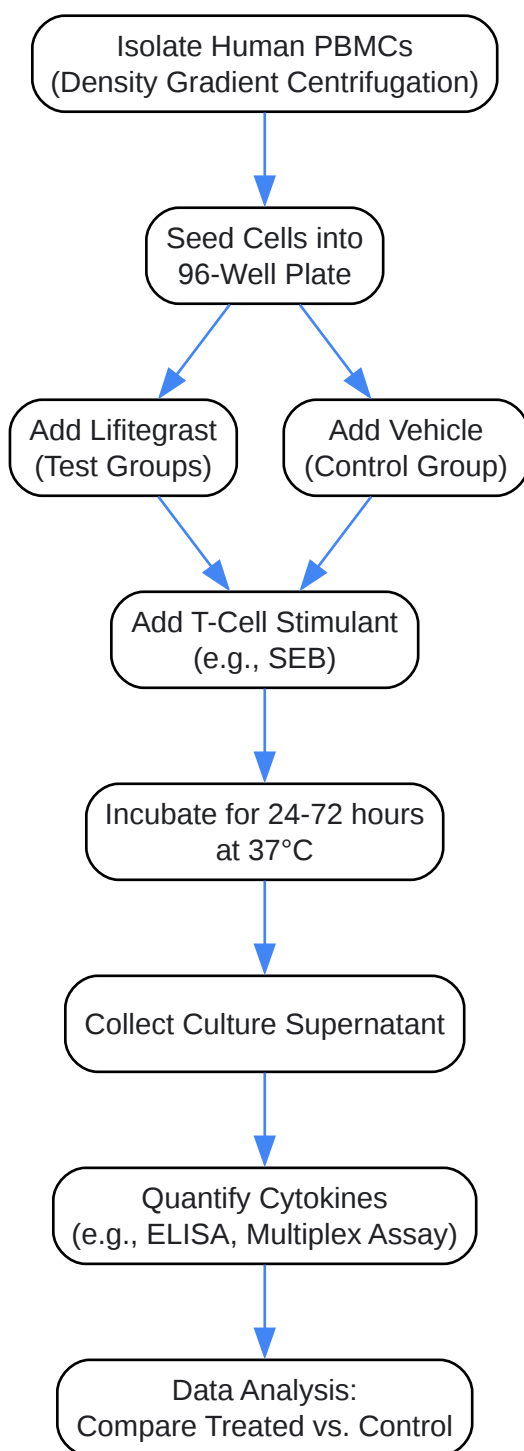 Isolate Human PBMCs
(Density Gradient Centrifugation)
Seed Cells into
96-Well Plate
Add Lifitegrast
(Test Groups)
Add Vehicle
(Control Group)
Add T-Cell Stimulant
(e.g., SEB)
Incubate for 24-72 hours
at 37°C
Collect Culture Supernatant
Quantify Cytokines
(e.g., ELISA, Multiplex Assay)
Data Analysis:
Compare Treated vs. Control